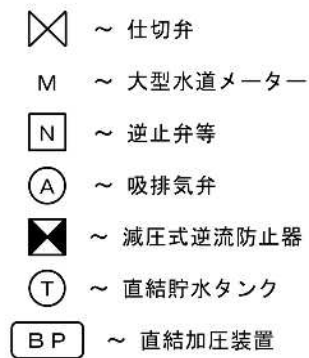 ~ 仕切弁
M ~ 大型水道メーター
N ~ 逆止弁等
A ~ 吸排気弁
~ 減圧式逆流防止器
T ~ 直結貯水タンク
BP ~ 直結加圧装置